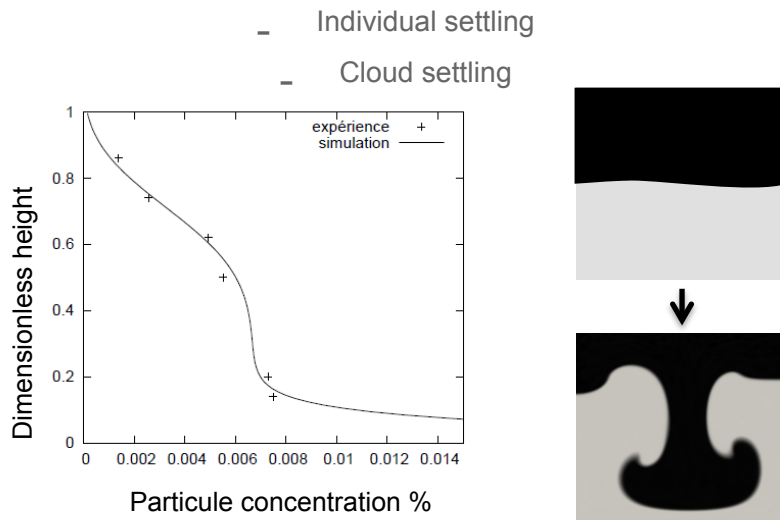 - Individual settling
- Cloud settling
expérience +
simulation
Dimensionless height
1
0.8
0.6
0.4
0.2
0
0 0.002 0.004 0.006 0.008 0.01 0.012 0.014
Particule concentration %